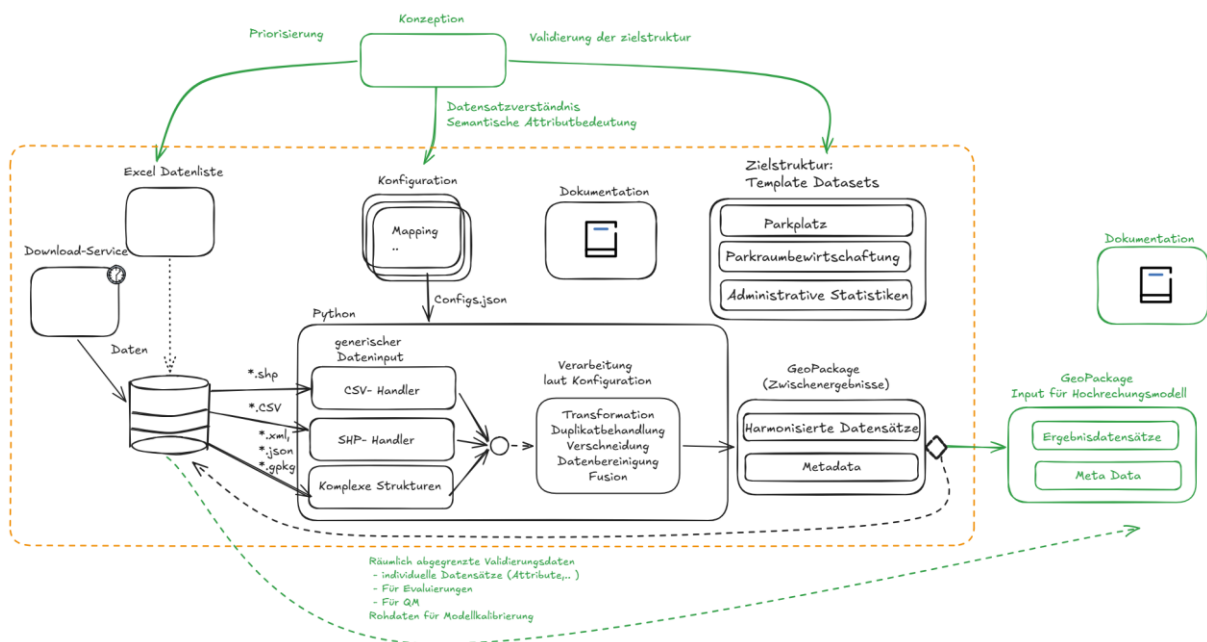 Konzeption
Priorisierung
Validierung der zielstruktur
Datensatzverständnis
Semantische Attributbedeutung
Excel Datenliste
Konfiguration
Mapping
..
Dokumentation
Zielstruktur:
Template Datasets
Parkplatz
Parkraumbewirtschaftung
Administrative Statistiken
Dokumentation
Download-Service
Daten
Configs.json
Python
generischer
Dateninput
*.shp
*.CSV
*.xml,
*.json
*.gpkg
CSV- Handler
SHP- Handler
Komplexe Strukturen
Verarbeitung
laut Konfiguration
Transformation
Duplikatbehandlung
Verschneidung
Datenbereinigung
Fusion
GeoPackage
(Zwischenergebnisse)
Harmonisierte Datensätze
Metadata
GeoPackage
Input für Hochrechungsmodell
Ergebnisdatensätze
Meta Data
Räumlich abgegrenzte Validierungsdaten
- individuelle Datensätze (Attribute,.. )
- Für Evaluierungen
- Für QM
Rohdaten für Modellkalibrierung